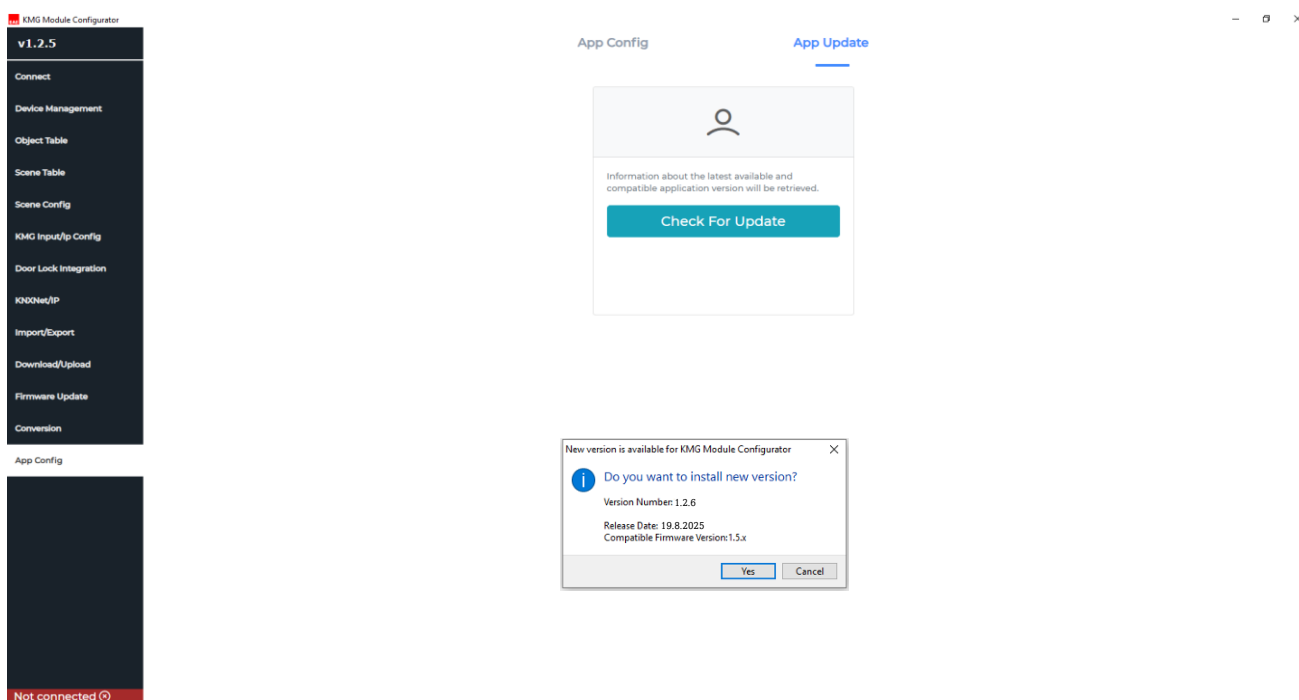 KMG Module Configurator
v1.2.5
Connect
Device Management
Object Table
Scene Table
Scene Config
KMG Input/Ip Config
Door Lock Integration
KNXNet/IP
Import/Export
Download/Upload
Firmware Update
Conversion
App Config
Not connected
App Config
App Update
Information about the latest available and
compatible application version will be retrieved.
Check For Update
New version is available for KMG Module Configurator
Do you want to install new version?
Version Number: 1.2.6
Release Date: 19.8.2025
Compatible Firmware Version:1.5.x
Yes
Cancel